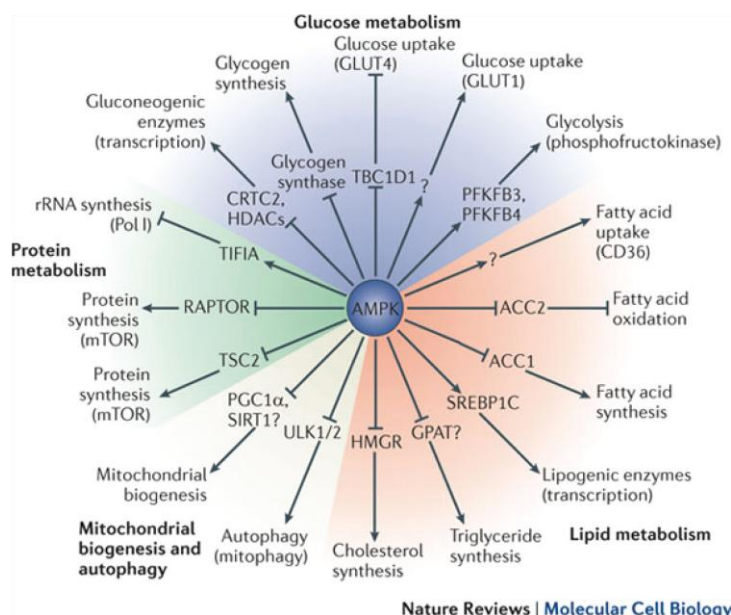 Glucose metabolism
Glucose uptake
(GLUT4)
Glucose uptake
(GLUT1)
Glycogen
synthesis
Gluconeogenic
enzymes
(transcription)
Glycolysis
(phosphofructokinase)
Glycogen
synthase
TBC1D1
?
CRTC2,
HDACs
PFKFB3,
PFKFB4
rRNA synthesis
(Pol I)
Fatty acid
uptake
(CD36)
Protein
metabolism
TIFIA
?
Protein
synthesis
(mTOR)
RAPTOR
AMPK
ACC2
Fatty acid
oxidation
TSC2
ACC1
Protein
synthesis
(mTOR)
Fatty acid
synthesis
PGC1α,
SIRT1?
ULK1/2
HMGR
GPAT?
SREBP1C
Mitochondrial
biogenesis
Lipogenic enzymes
(transcription)
Mitochondrial
biogenesis and
autophagy
Autophagy
(mitophagy)
Cholesterol
synthesis
Triglyceride
synthesis
Lipid metabolism
Nature Reviews | Molecular Cell Biology